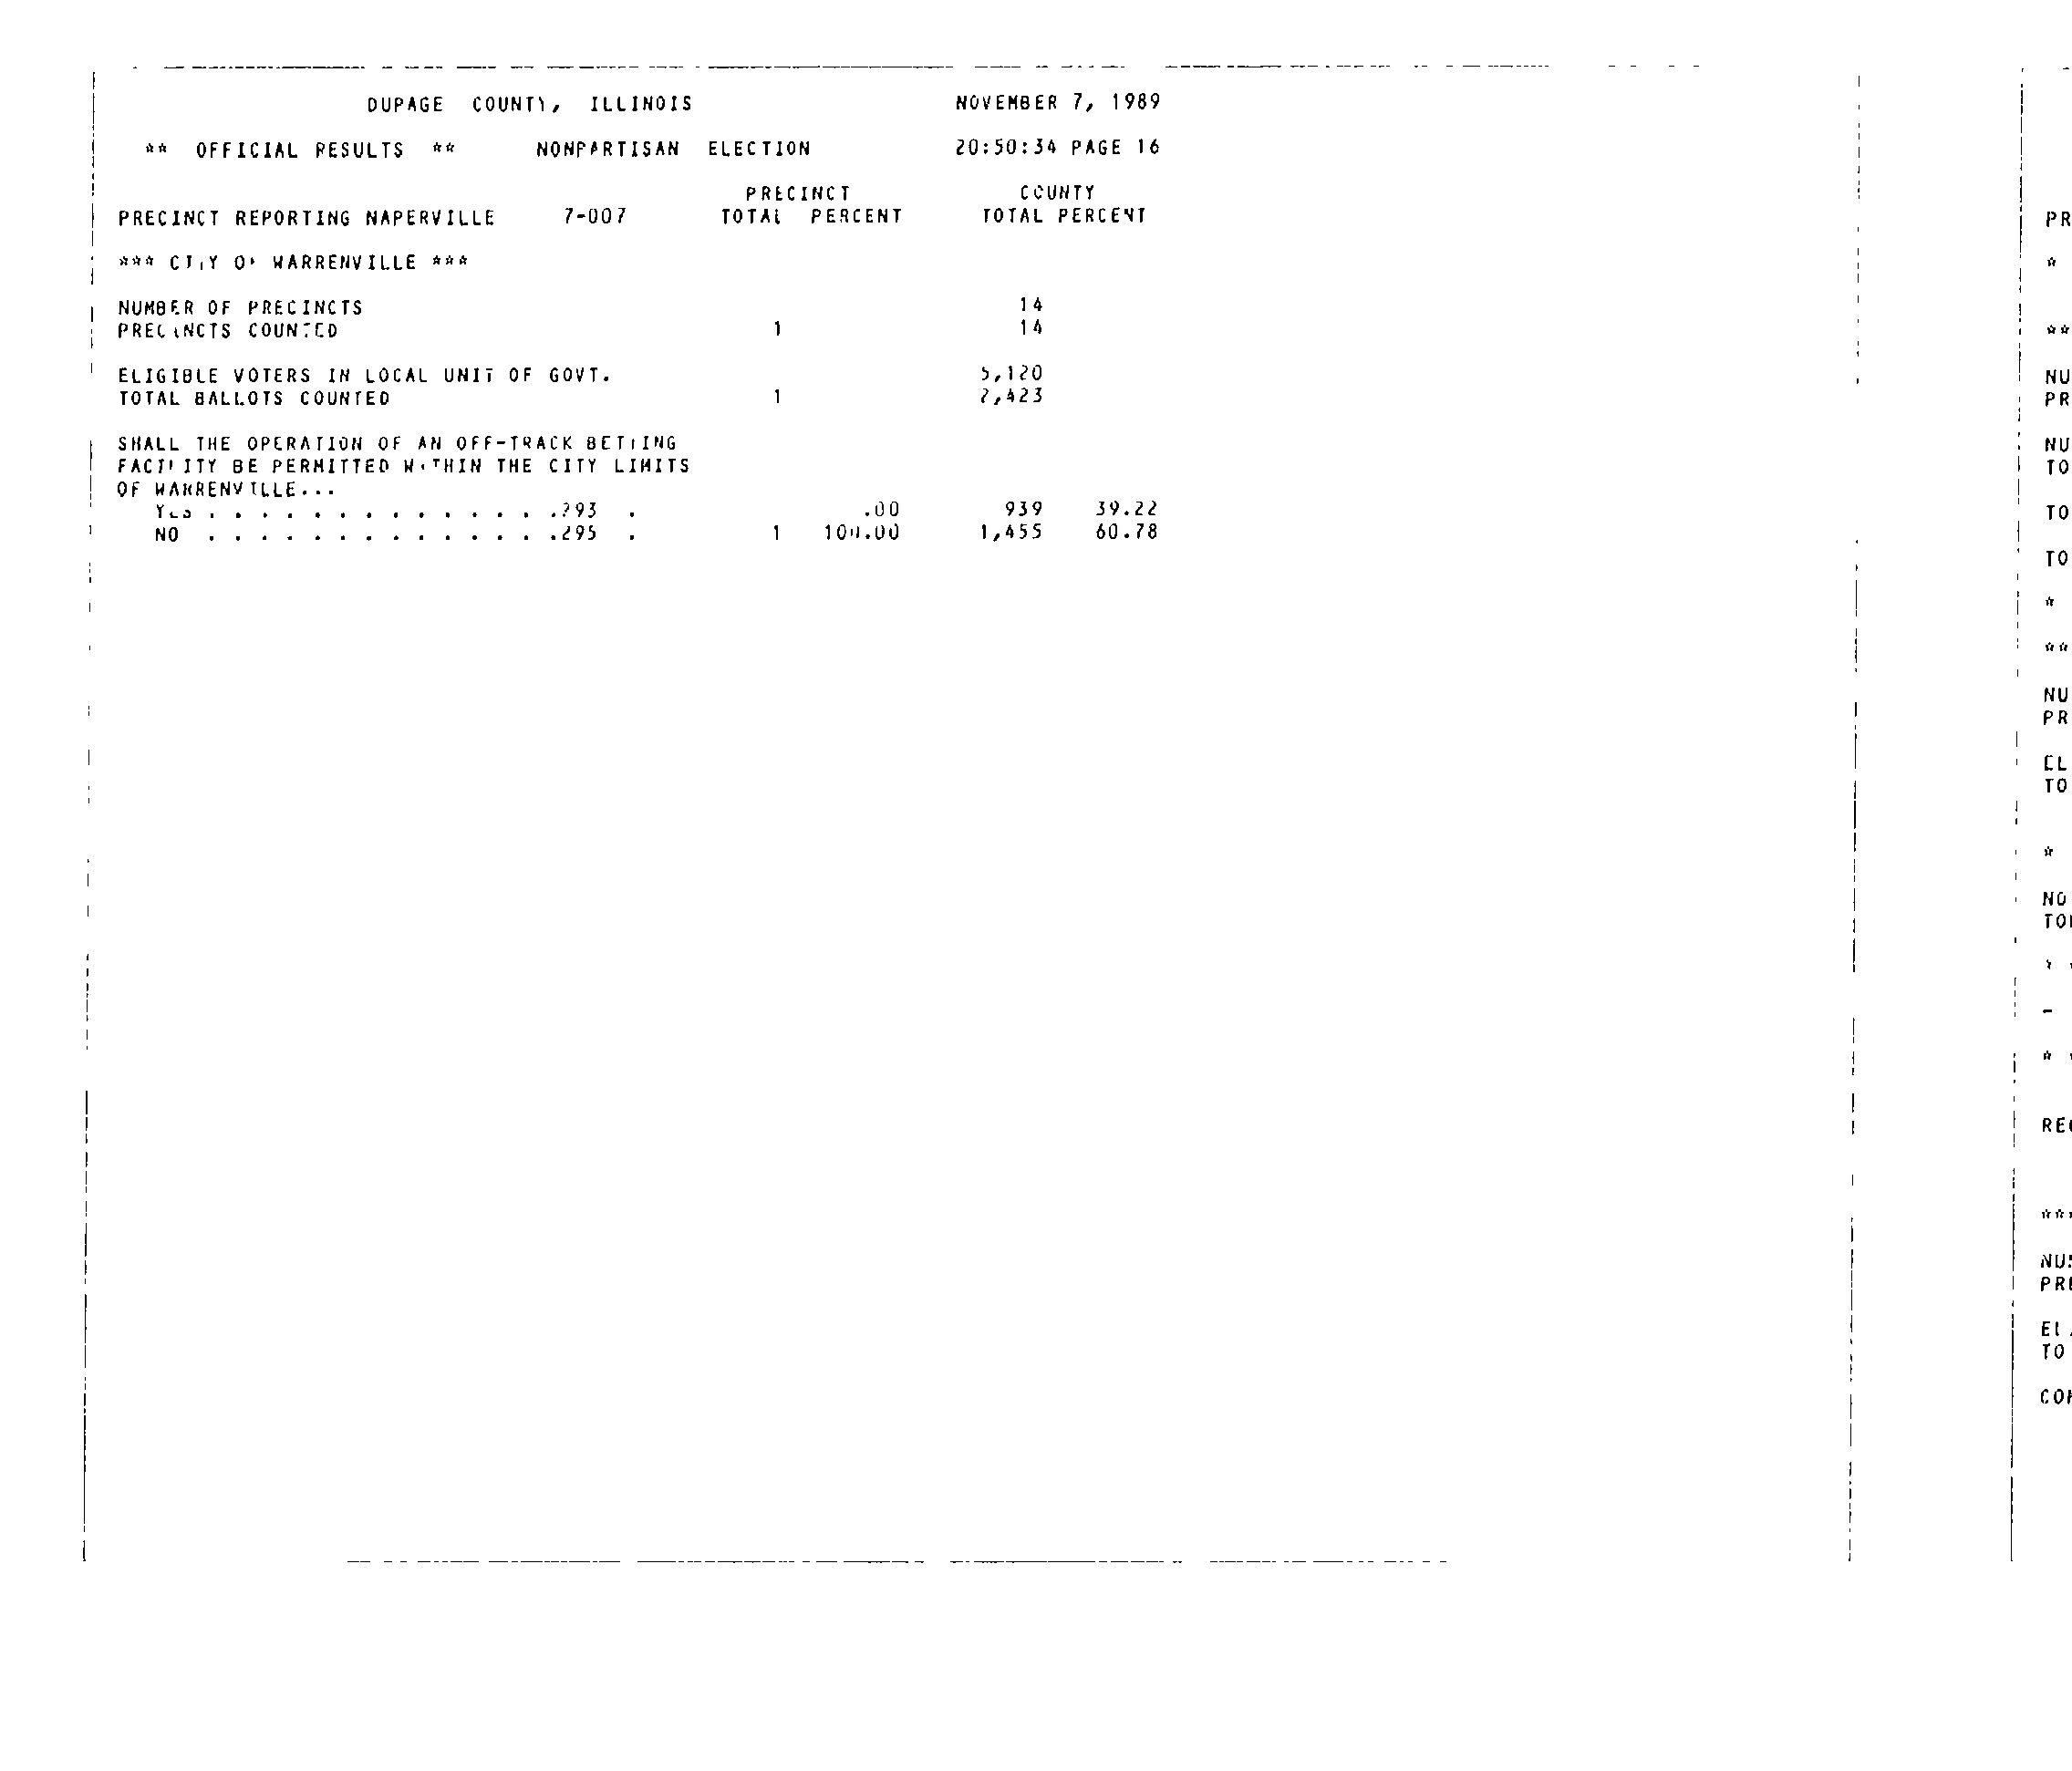 DUPAGE COUNTY, ILLINOIS NOVEMBER 7, 1989
** OFFICIAL RESULTS ** NONPARTISAN ELECTION 20:50:34 PAGE 16
PRECINCT COUNTY
PRECINCT REPORTING NAPERVILLE 7-007 TOTAL PERCENT TOTAL PERCENT
*** CITY OF WARRENVILLE ***
NUMBER OF PRECINCTS 14
PRECINCTS COUNTED 1 14
ELIGIBLE VOTERS IN LOCAL UNIT OF GOVT. 5,120
TOTAL BALLOTS COUNTED 1 2,423
SHALL THE OPERATION OF AN OFF-TRACK BETTING
FACILITY BE PERMITTED WITHIN THE CITY LIMITS
OF WARRENVILLE...
YES . . . . . . . . . . . . . .293 . .00 939 39.22
NO . . . . . . . . . . . . . .295 . 1 100.00 1,455 60.78
PR
*
**
NU
PR
NU
TO
TO
TO
*
**
NU
PR
EL
TO
*
NO
TO
-
*
RE
**
NU
PR
TO
CO